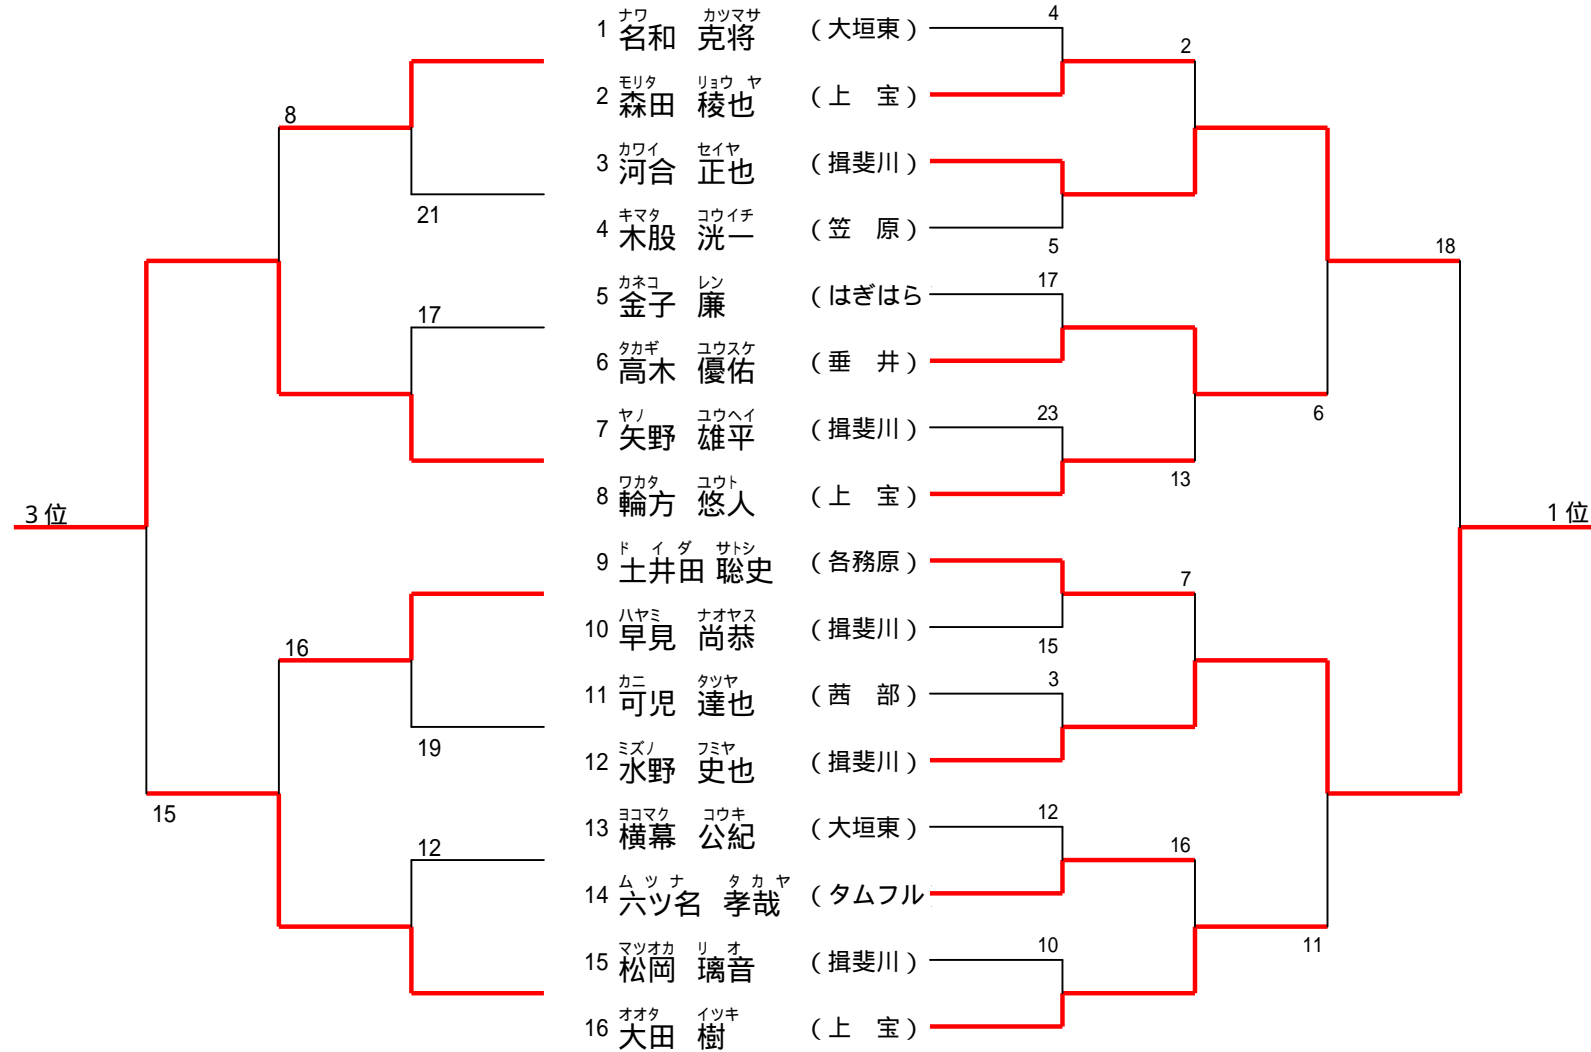 1 名和 克将 ナワ カツマサ (大垣東) 4
2
2 森田 稜也 モリタ リョウ ヤ (上 宝)
8
3 河合 正也 カワイ セイヤ (揖斐川)
21
4 木股 洸一 キマタ コウイチ (笠 原) 5
18
5 金子 廉 カネコ レン (はぎはら 17
17
6 高木 優佑 タカギ ユウスケ (垂 井)
6
7 矢野 雄平 ヤノ ユウヘイ (揖斐川) 23
13
8 輪方 悠人 ワカタ ユウト (上 宝)
3位
1位
9 土井田 聡史 ド イ ダ サトシ (各務原)
7
10 早見 尚恭 ハヤミ ナオヤス (揖斐川) 15
16
11 可児 達也 カニ タツヤ (茜 部) 3
19
12 水野 史也 ミズノ フミヤ (揖斐川)
15
13 横幕 公紀 ヨコマク コウキ (大垣東) 12
12
16
14 六ツ名 孝哉 ム ツ ナ タ カ ヤ (タムフル
11
15 松岡 璃音 マツオカ リ オ (揖斐川) 10
16 大田 樹 オオタ イツキ (上 宝)